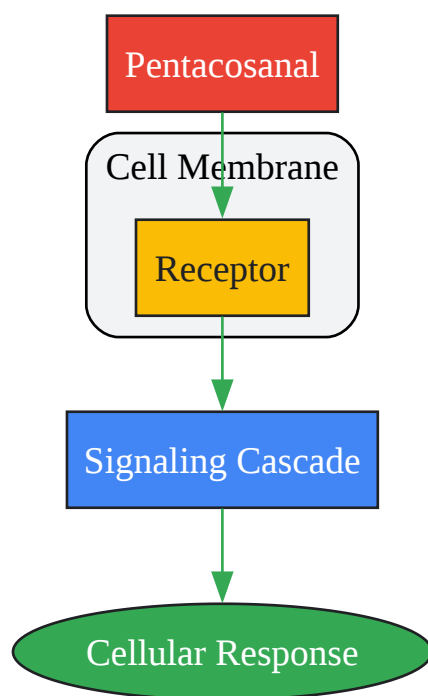 Pentacosanal
Cell Membrane
Receptor
Signaling Cascade
Cellular Response